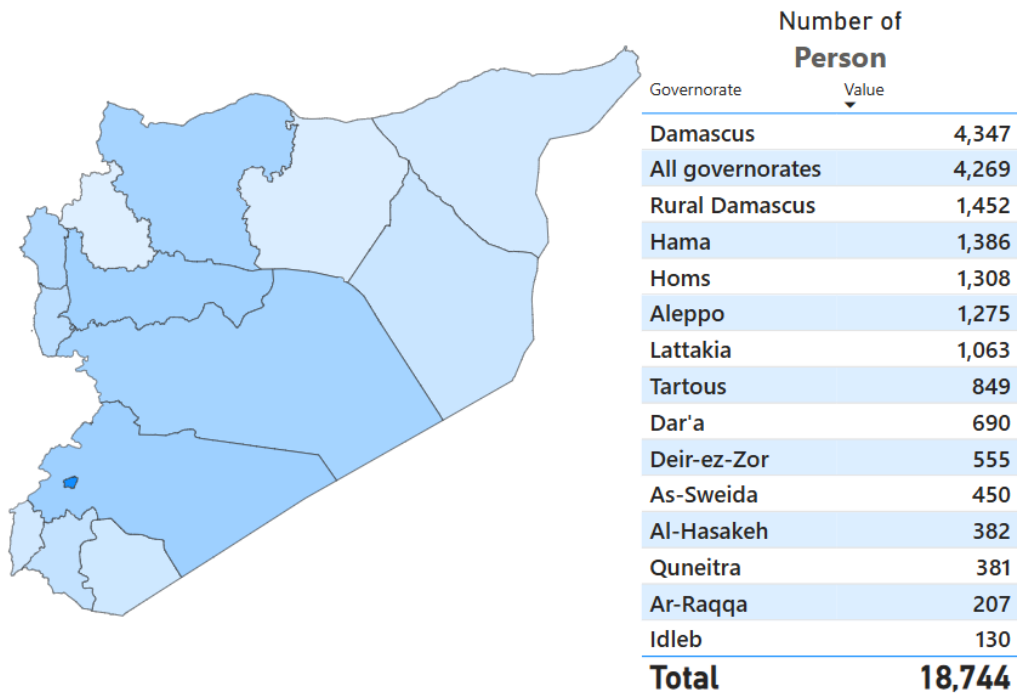 Number of
Person
Governorate Value
Damascus 4,347
All governorates 4,269
Rural Damascus 1,452
Hama 1,386
Homs 1,308
Aleppo 1,275
Lattakia 1,063
Tartous 849
Dar'a 690
Deir-ez-Zor 555
As-Sweida 450
Al-Hasakeh 382
Quneitra 381
Ar-Raqqa 207
Idleb 130
Total 18,744